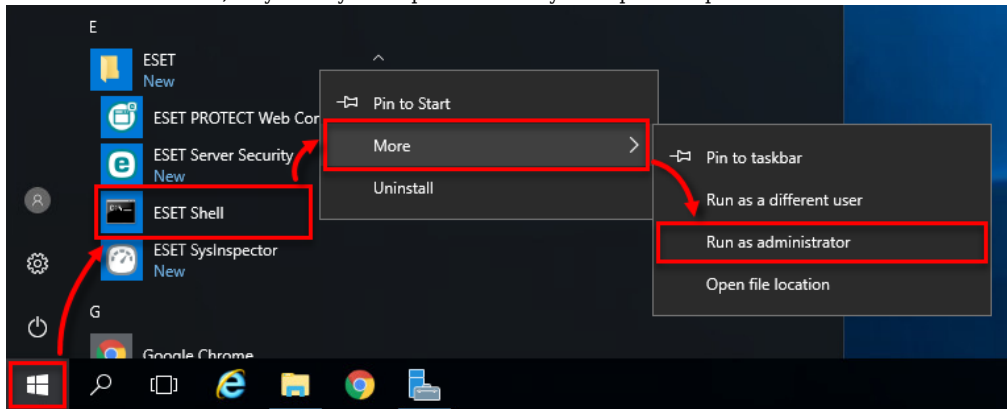 E
ESET
New
ESET PROTECT Web Con
ESET Server Security
New
ESET Shell
ESET SysInspector
New
G
Google Chrome
Pin to Start
More
Uninstall
Pin to taskbar
Run as a different user
Run as administrator
Open file location